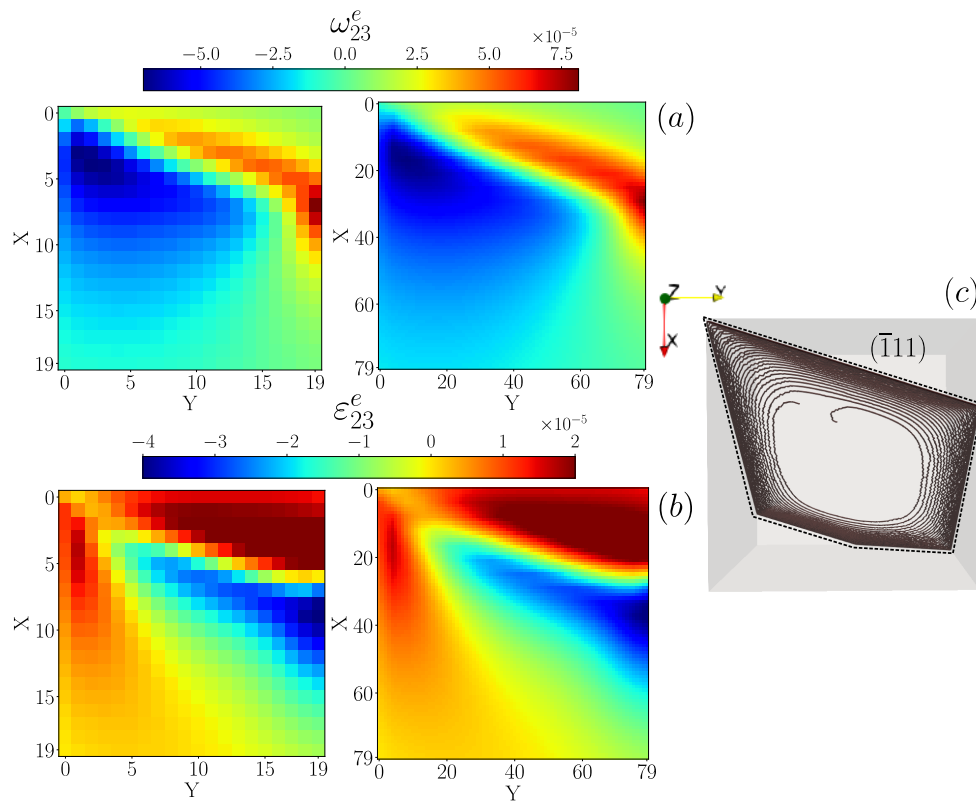 ω^e_23
−5.0 −2.5 0.0 2.5 5.0 7.5
×10^−5
(a)
0
5
10
15
19
X
0 5 10 15 19
Y
0
20
40
60
79
X
0 20 40 60 79
Y
ε^e_23
−4 −3 −2 −1 0 1 2
×10^−5
(b)
0
5
10
15
19
X
0 5 10 15 19
Y
0
20
40
60
79
X
0 20 40 60 79
Y
Z Y
X
(c)
(1̅11)